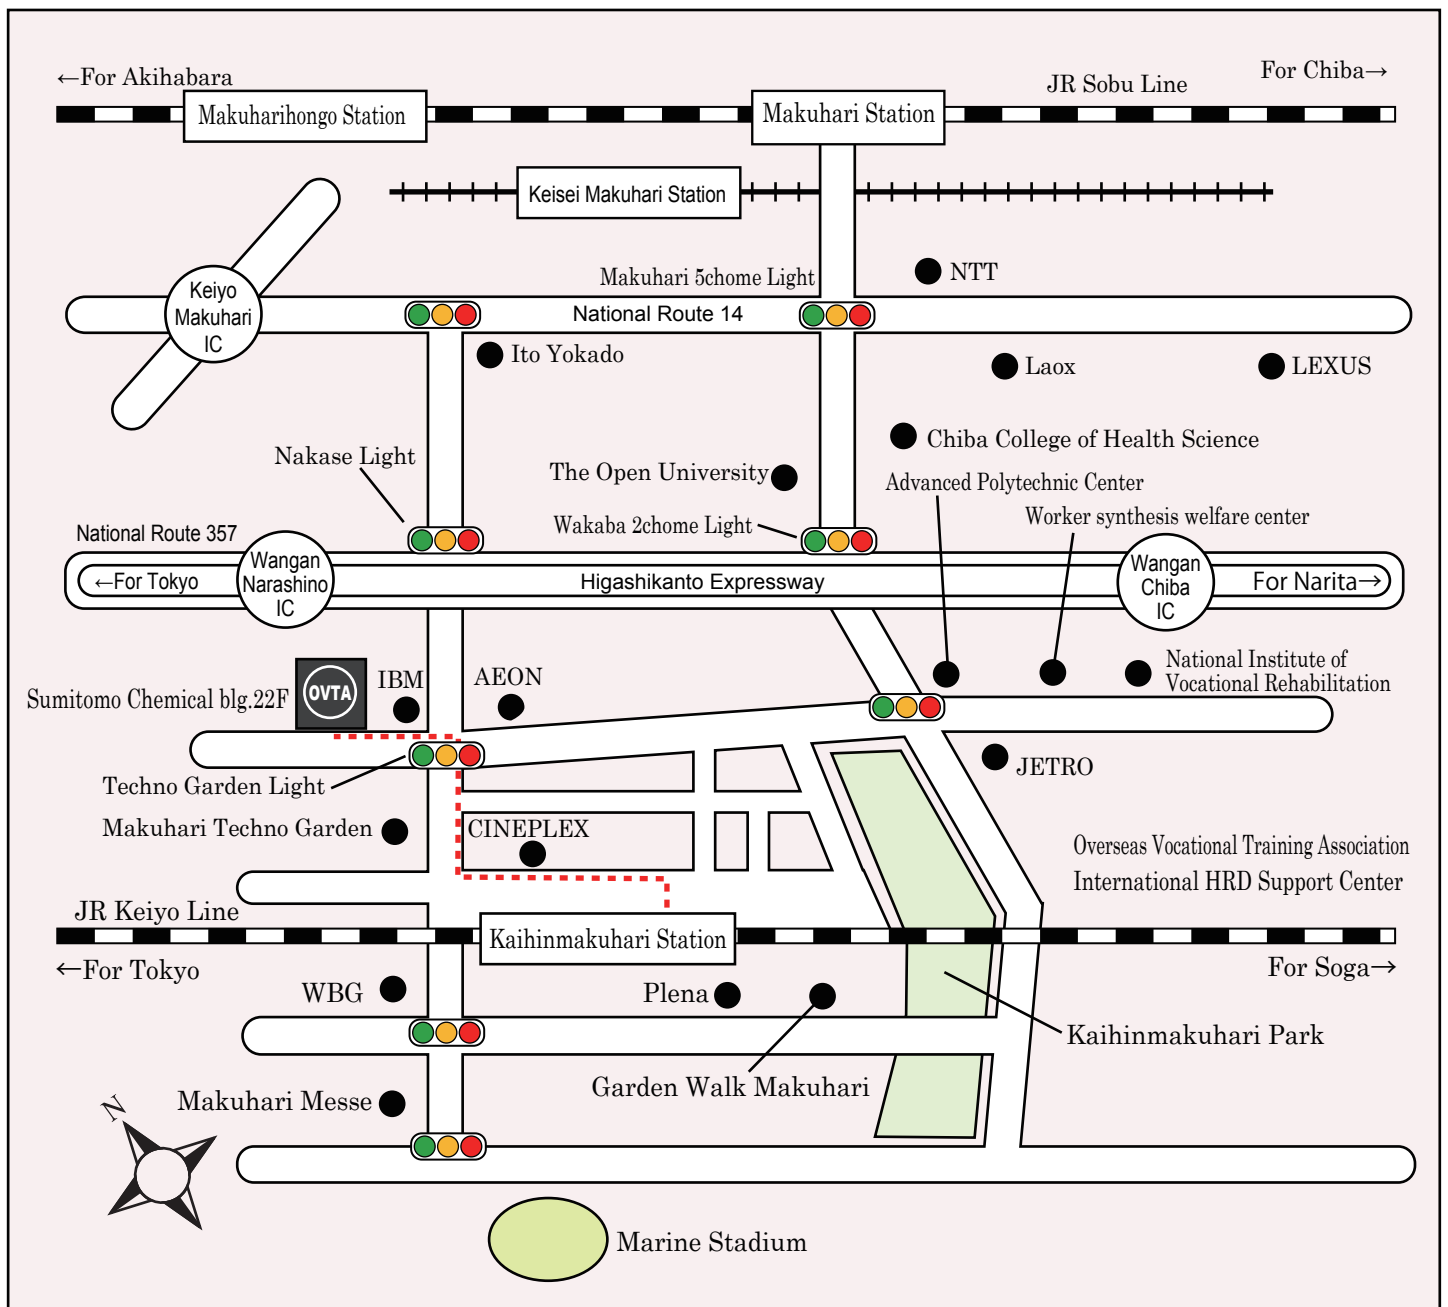 ←For Akihabara
JR Sobu Line
For Chiba→
Makuharihongo Station
Makuhari Station
Keisei Makuhari Station
Makuhari 5chome Light
NTT
Keiyo
Makuhari
IC
National Route 14
Ito Yokado
Laox
LEXUS
Nakase Light
Chiba College of Health Science
The Open University
Advanced Polytechnic Center
Worker synthesis welfare center
Wakaba 2chome Light
National Route 357
←For Tokyo
Wangan
Narashino
IC
Higashikanto Expressway
Wangan
Chiba
IC
For Narita→
Sumitomo Chemical blg.22F
OVTA
IBM
AEON
National Institute of
Vocational Rehabilitation
Techno Garden Light
JETRO
Makuhari Techno Garden
CINEPLEX
Overseas Vocational Training Association
International HRD Support Center
JR Keiyo Line
Kaihinmakuhari Station
←For Tokyo
For Soga→
WBG
Plena
Kaihinmakuhari Park
Garden Walk Makuhari
Makuhari Messe
N
Marine Stadium